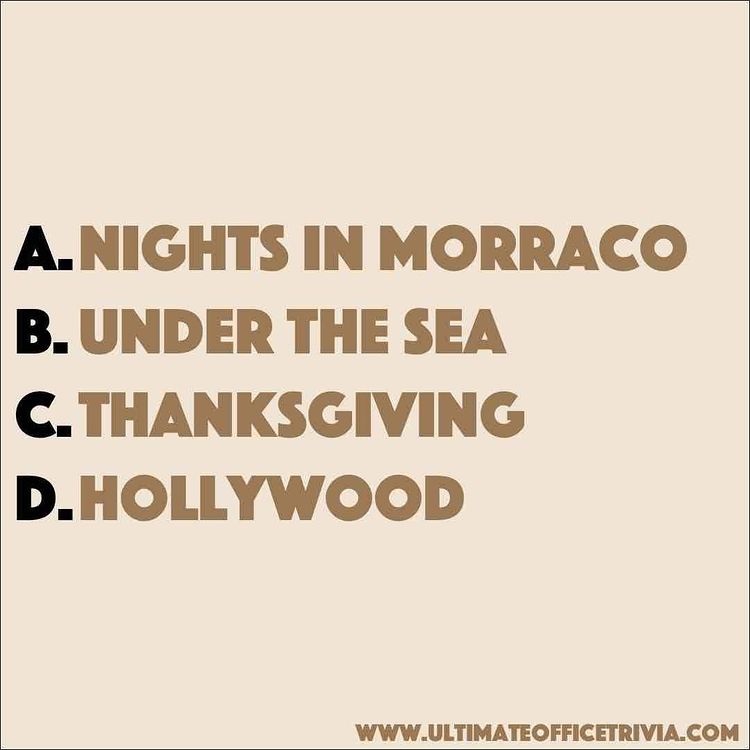 A. NIGHTS IN MORRACO
B. UNDER THE SEA
C. THANKSGIVING
D. HOLLYWOOD
WWW.ULTIMATEOFFICETRIVIA.COM